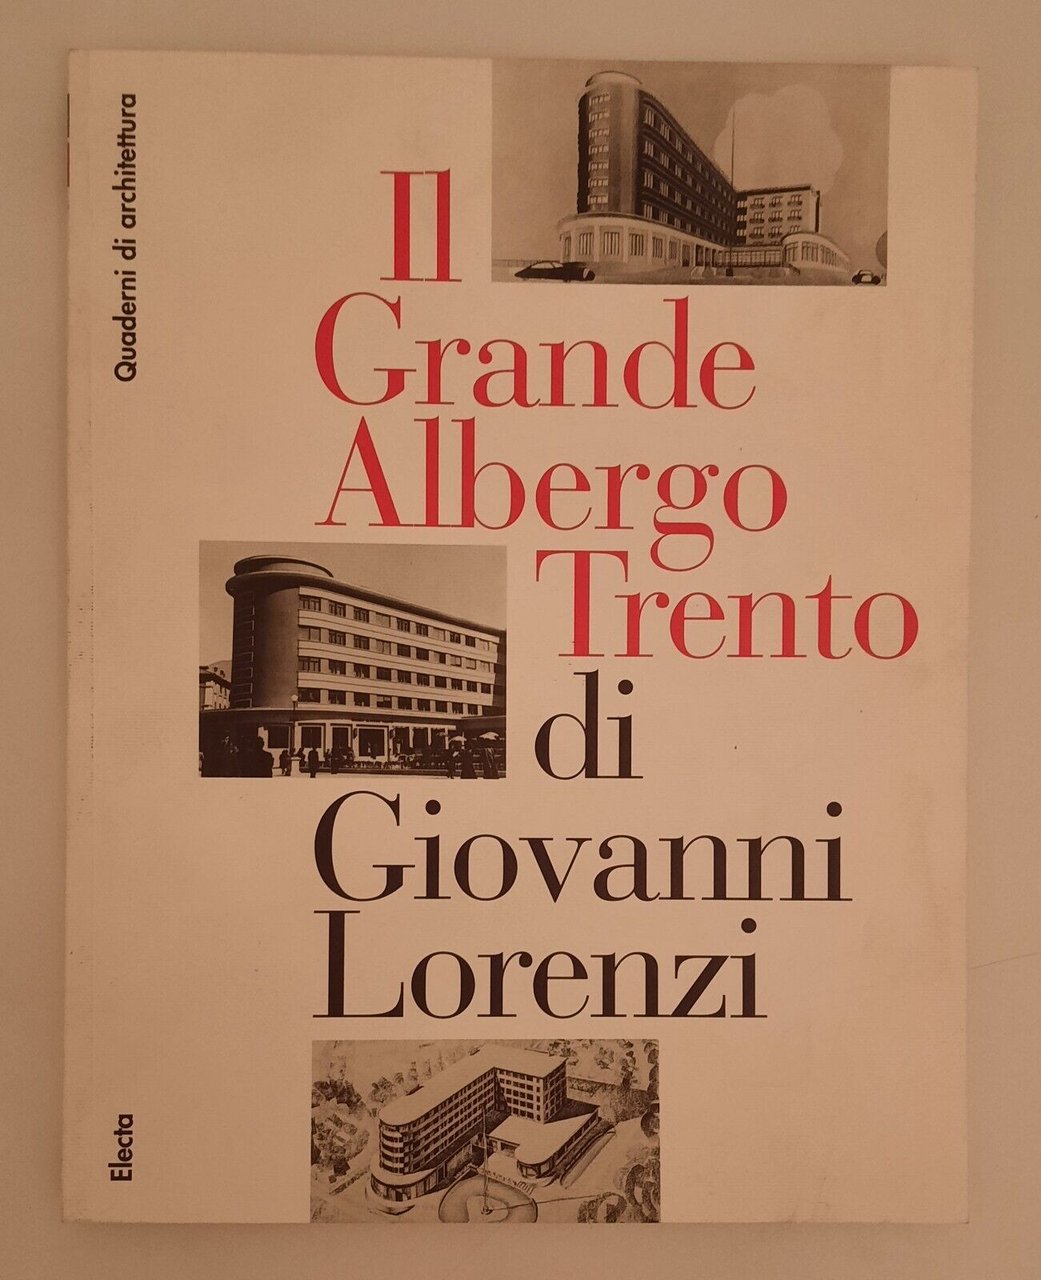 Quaderni di architettura
Il
Grande
Albergo
Trento
di
Giovanni
Lorenzi
Electa